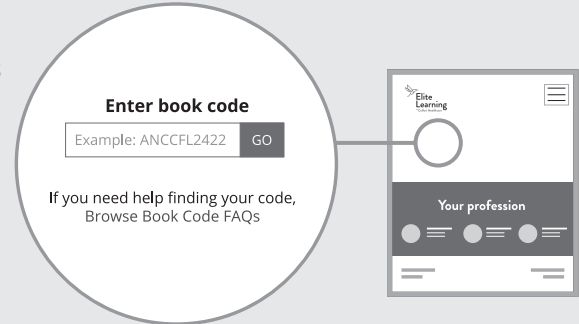 Enter book code
Example: ANCCFL2422 GO
If you need help finding your code,
Browse Book Code FAQs
Elite
Learning
Your profession